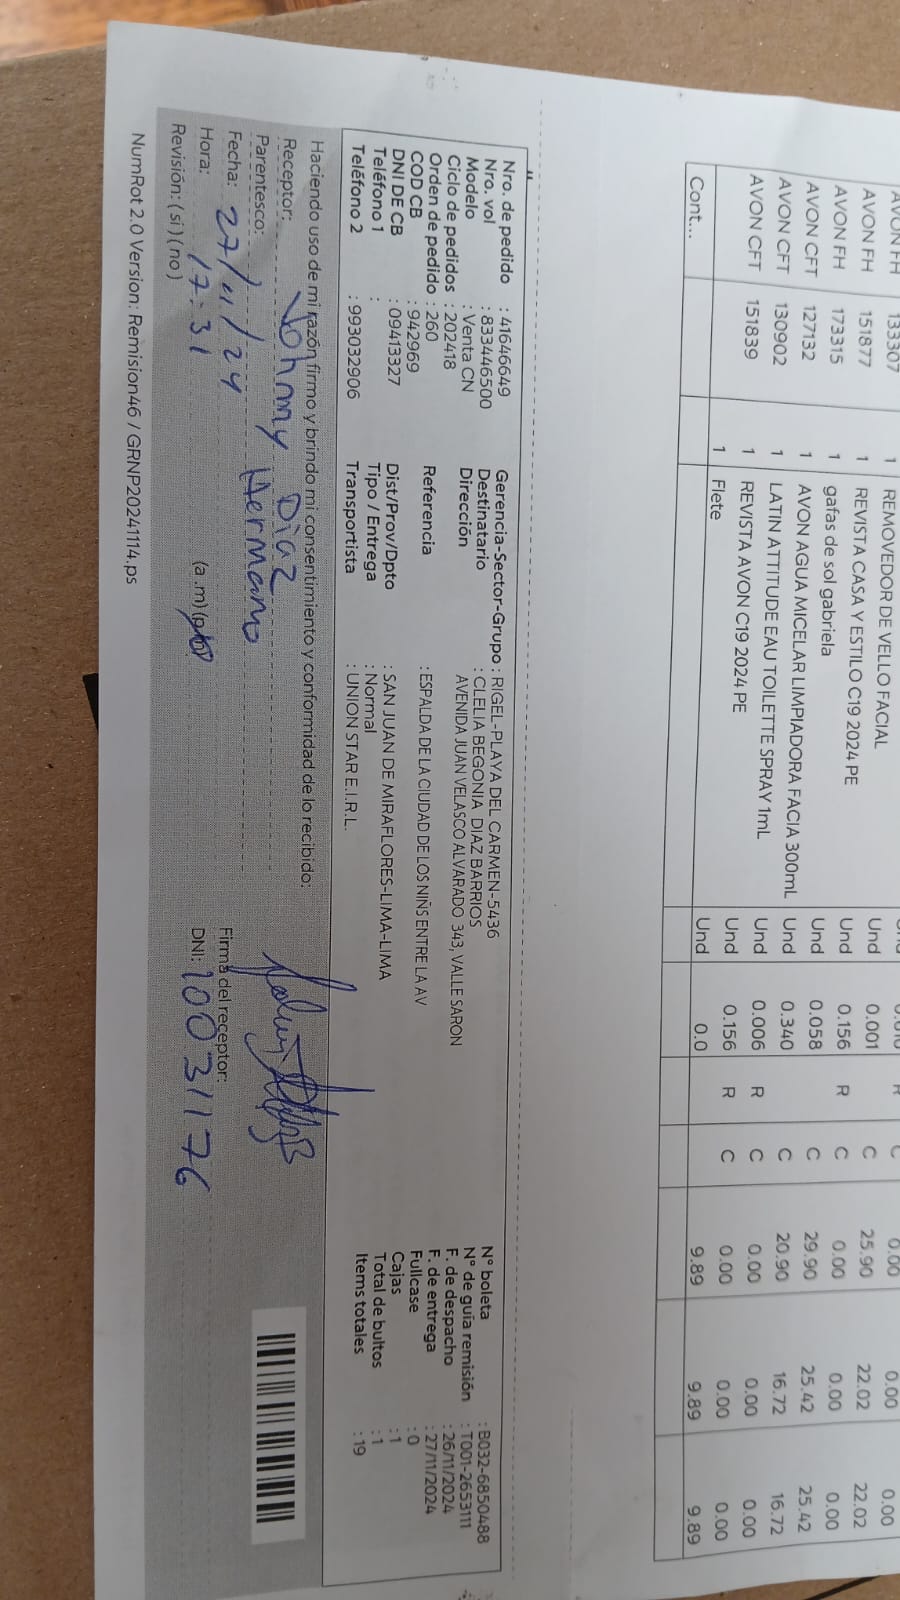 AVON FH 133307 1 REMOVEDOR DE VELLO FACIAL Und 0.010 R C 0.00 0.00 0.00
AVON FH 151877 1 REVISTA CASA Y ESTILO C19 2024 PE Und 0.001 C 25.90 22.02 22.02
AVON FH 173315 1 gafas de sol gabriela Und 0.156 R C 0.00 0.00 0.00
AVON CFT 127132 1 AVON AGUA MICELAR LIMPIADORA FACIA 300mL Und 0.058 C 29.90 25.42 25.42
AVON CFT 130902 1 LATIN ATTITUDE EAU TOILETTE SPRAY 1mL Und 0.340 C 20.90 16.72 16.72
AVON CFT 151839 1 REVISTA AVON C19 2024 PE Und 0.006 R C 0.00 0.00 0.00
1 Flete Und 0.156 R C 0.00 0.00 0.00
Cont... Und 0.0 9.89 9.89 9.89
Nro. de pedido : 41646649 Gerencia-Sector-Grupo : RIGEL-PLAYA DEL CARMEN-5436 N° boleta : B032-6850488
Nro. vol : 833446500 Destinatario : CLELIA BEGONIA DIAZ BARRIOS N° de guía remisión : T001-2653111
Modelo : Venta CN Dirección AVENIDA JUAN VELASCO ALVARADO 343, VALLE SARON F. de despacho : 26/11/2024
Ciclo de pedidos : 202418 F. de entrega : 27/11/2024
Orden de pedido : 260 Referencia : ESPALDA DE LA CIUDAD DE LOS NIÑS ENTRE LA AV Fullcase : 0
COD CB : 942969 Cajas : 1
DNI DE CB : 09413327 Dist/Prov/Dpto : SAN JUAN DE MIRAFLORES-LIMA-LIMA Total de bultos : 1
Teléfono 1 : Tipo / Entrega : Normal Items totales : 19
Teléfono 2 : 993032906 Transportista : UNION STAR E.I.R.L.
Haciendo uso de mi razón firmo y brindo mi consentimiento y conformidad de lo recibido:
Receptor: Johnny Diaz
Parentesco: Hermano
Fecha: 27/11/24 Firma del receptor:
Hora: 17:31 (a .m) DNI: 10031176
Revisión: ( si ) ( no )
NumRot 2.0 Version: Remision46 / GRNP20241114.ps